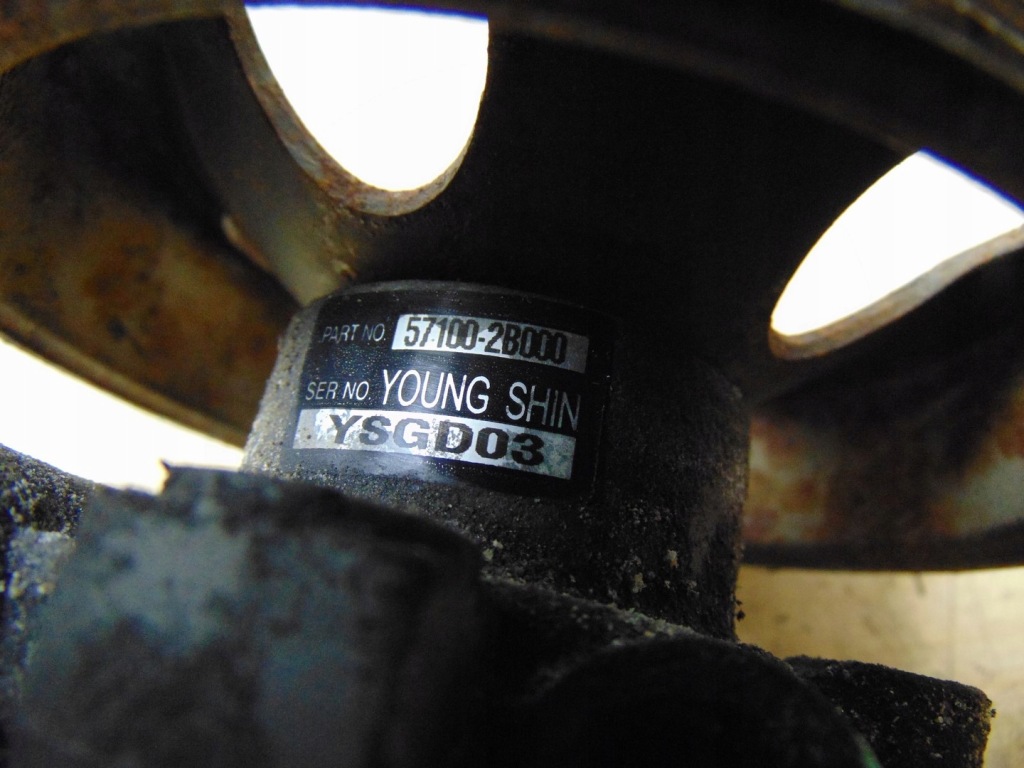 PART NO. 57100-2B000
SER NO. YOUNG SHIN
YSGD03